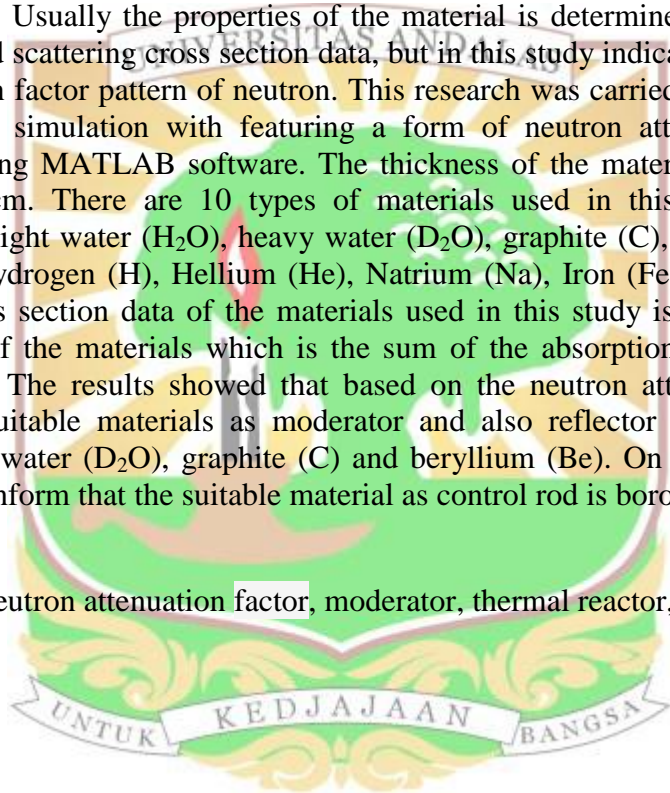 Usually the properties of the material is determine
d scattering cross section data, but in this study indica
UNIVERSITAS ANDALAS
n factor pattern of neutron. This research was carried
simulation with featuring a form of neutron att
ng MATLAB software. The thickness of the mater
cm. There are 10 types of materials used in this
ight water (H₂O), heavy water (D₂O), graphite (C),
ydrogen (H), Hellium (He), Natrium (Na), Iron (Fe
s section data of the materials used in this study is
f the materials which is the sum of the absorption
The results showed that based on the neutron att
uitable materials as moderator and also reflector
water (D₂O), graphite (C) and beryllium (Be). On
nform that the suitable material as control rod is boro
eutron attenuation factor, moderator, thermal reactor,
UNTUK KEDJAJAAN BANGSA